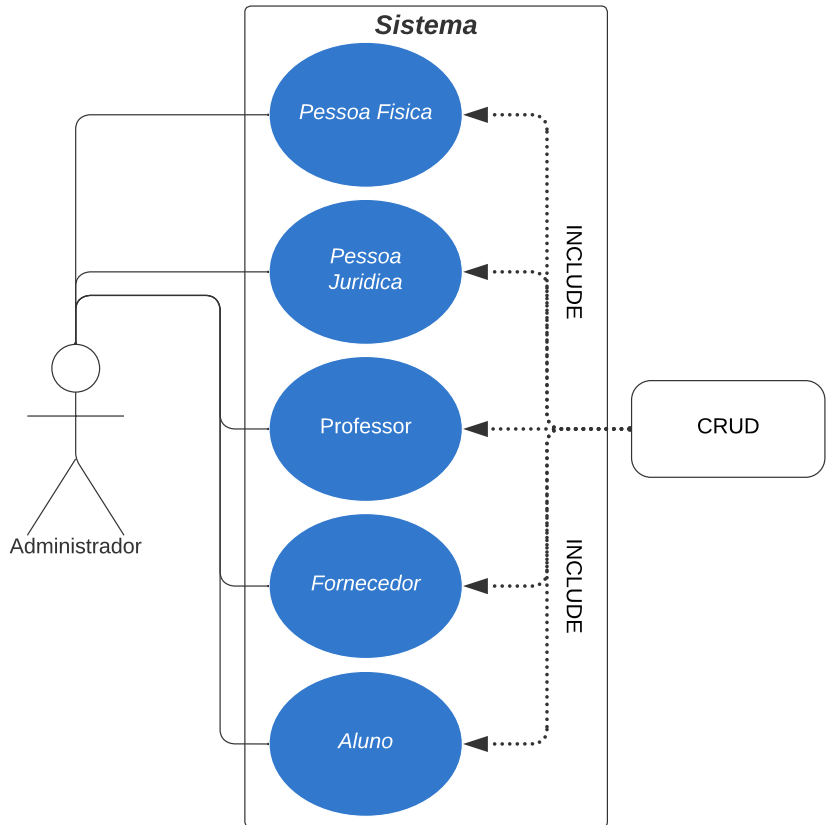 Sistema
Pessoa Fisica
INCLUDE
Pessoa
Juridica
Professor
CRUD
Administrador
Fornecedor
INCLUDE
Aluno